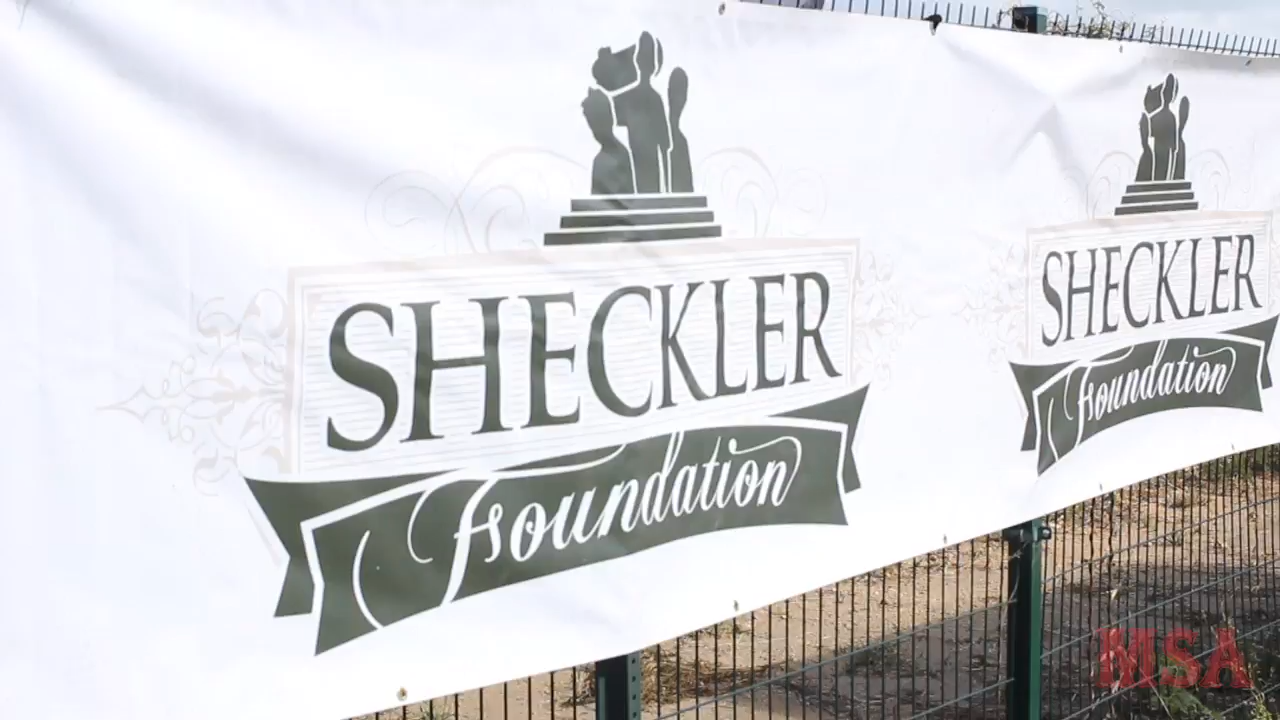 SHECKLER
Foundation
SHECKLER
Foundation
MSA